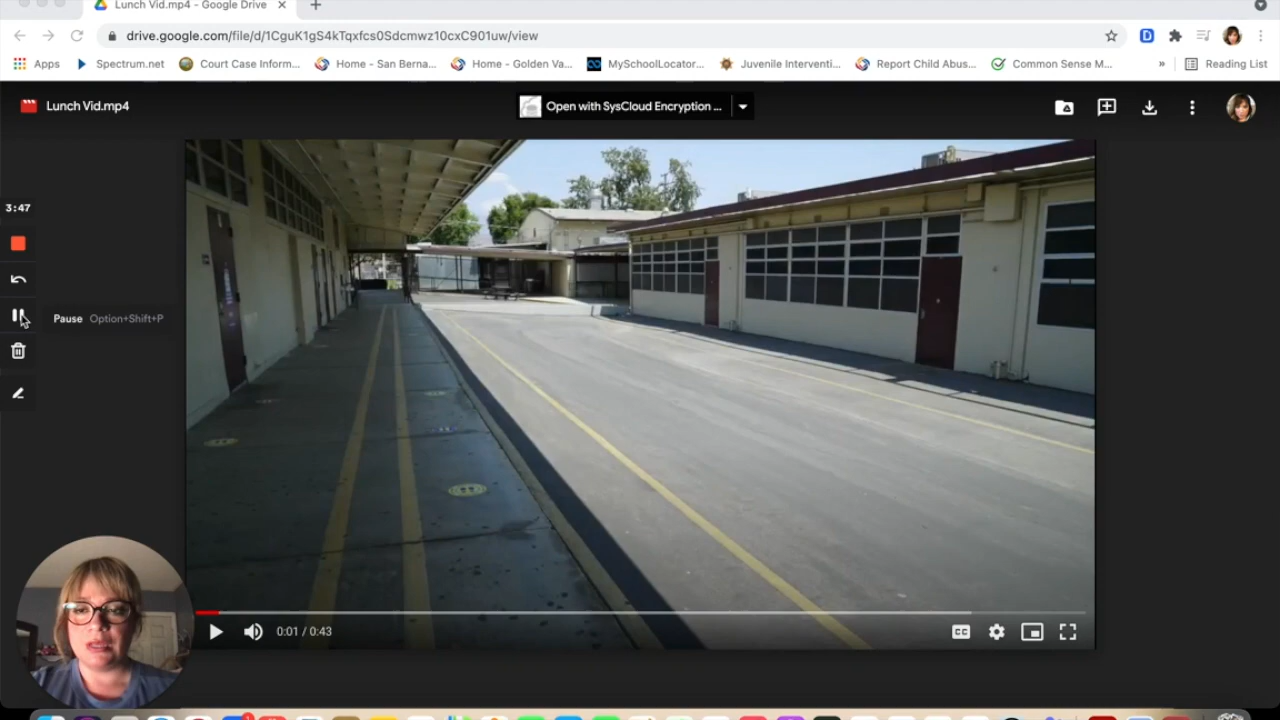 Lunch Vid.mp4 - Google Drive
drive.google.com/file/d/1CguK1gS4kTqxfcs0Sdcmwz10cxC901uw/view
Apps Spectrum.net Court Case Inform... Home - San Berna... Home - Golden Va... MySchoolLocator... Juvenile Interventi... Report Child Abus... Common Sense M... » Reading List
Lunch Vid.mp4
Open with SysCloud Encryption ...
3:47
Pause Option+Shift+P
0:01 / 0:43
CC